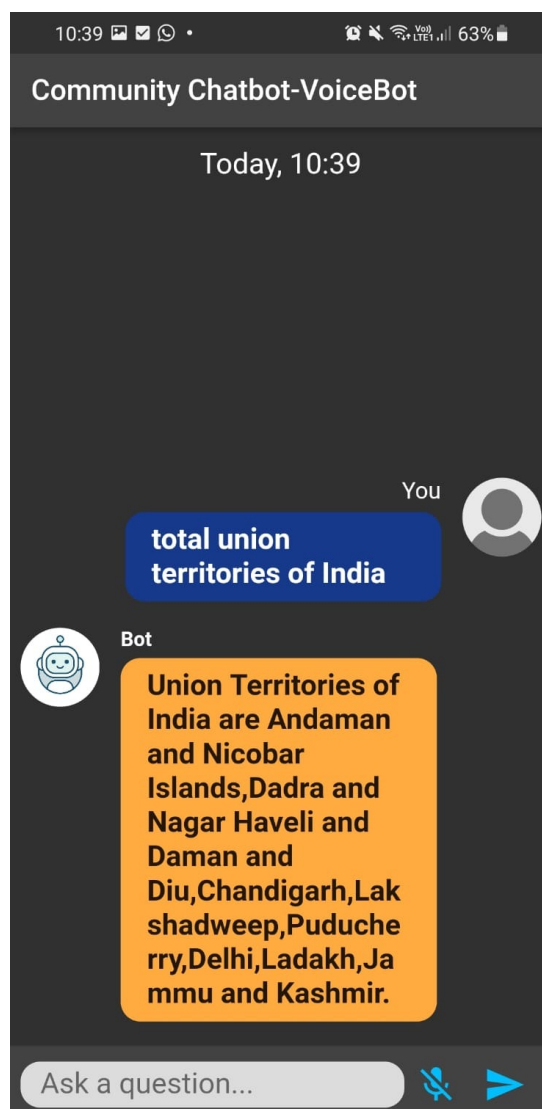 10:39
Vo))
LTE1
63%
Community Chatbot-VoiceBot
Today, 10:39
You
total union
territories of India
Bot
Union Territories of
India are Andaman
and Nicobar
Islands,Dadra and
Nagar Haveli and
Daman and
Diu,Chandigarh,Lak
shadweep,Puduche
rry,Delhi,Ladakh,Ja
mmu and Kashmir.
Ask a question...